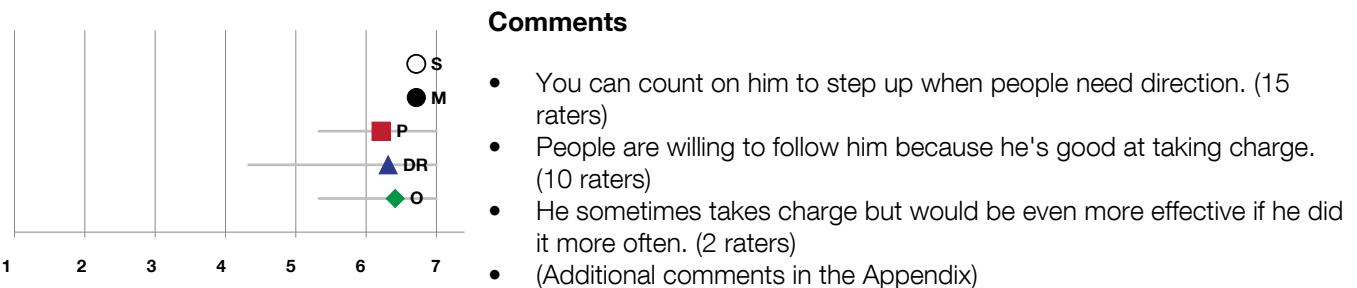 Comments
S
M
P
DR
O
1 2 3 4 5 6 7
• You can count on him to step up when people need direction. (15
raters)
• People are willing to follow him because he's good at taking charge.
(10 raters)
• He sometimes takes charge but would be even more effective if he did
it more often. (2 raters)
• (Additional comments in the Appendix)